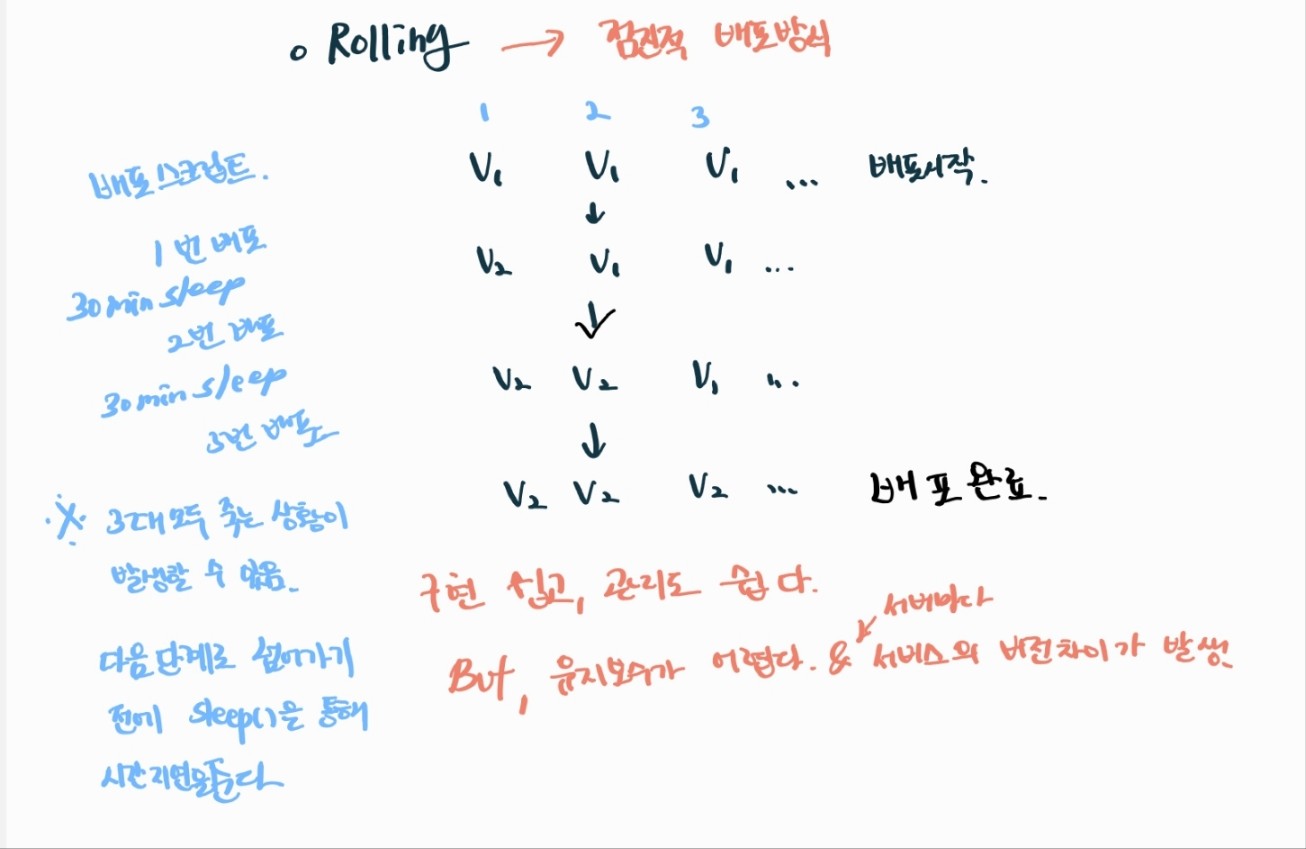 o Rolling → 점진적 배포방식
1 2 3
V1 V1 V1 ... 배포시작.
↓
V2 V1 V1 ...
↓
V2 V2 V1 ...
↓
V2 V2 V2 ... 배포완료.
배포스크립트.
1번 배포
30min sleep
2번 배포
30min sleep
3번 배포
※ 3대 모두 죽는 상황이
발생할 수 있음.
다음단계로 넘어가기
전에 sleep()을 통해
시간지연을준다
구현 쉽고, 관리도 쉽다.
서버마다
But, 유지보수가 어렵다. & 서비스의 버전차이가 발생.